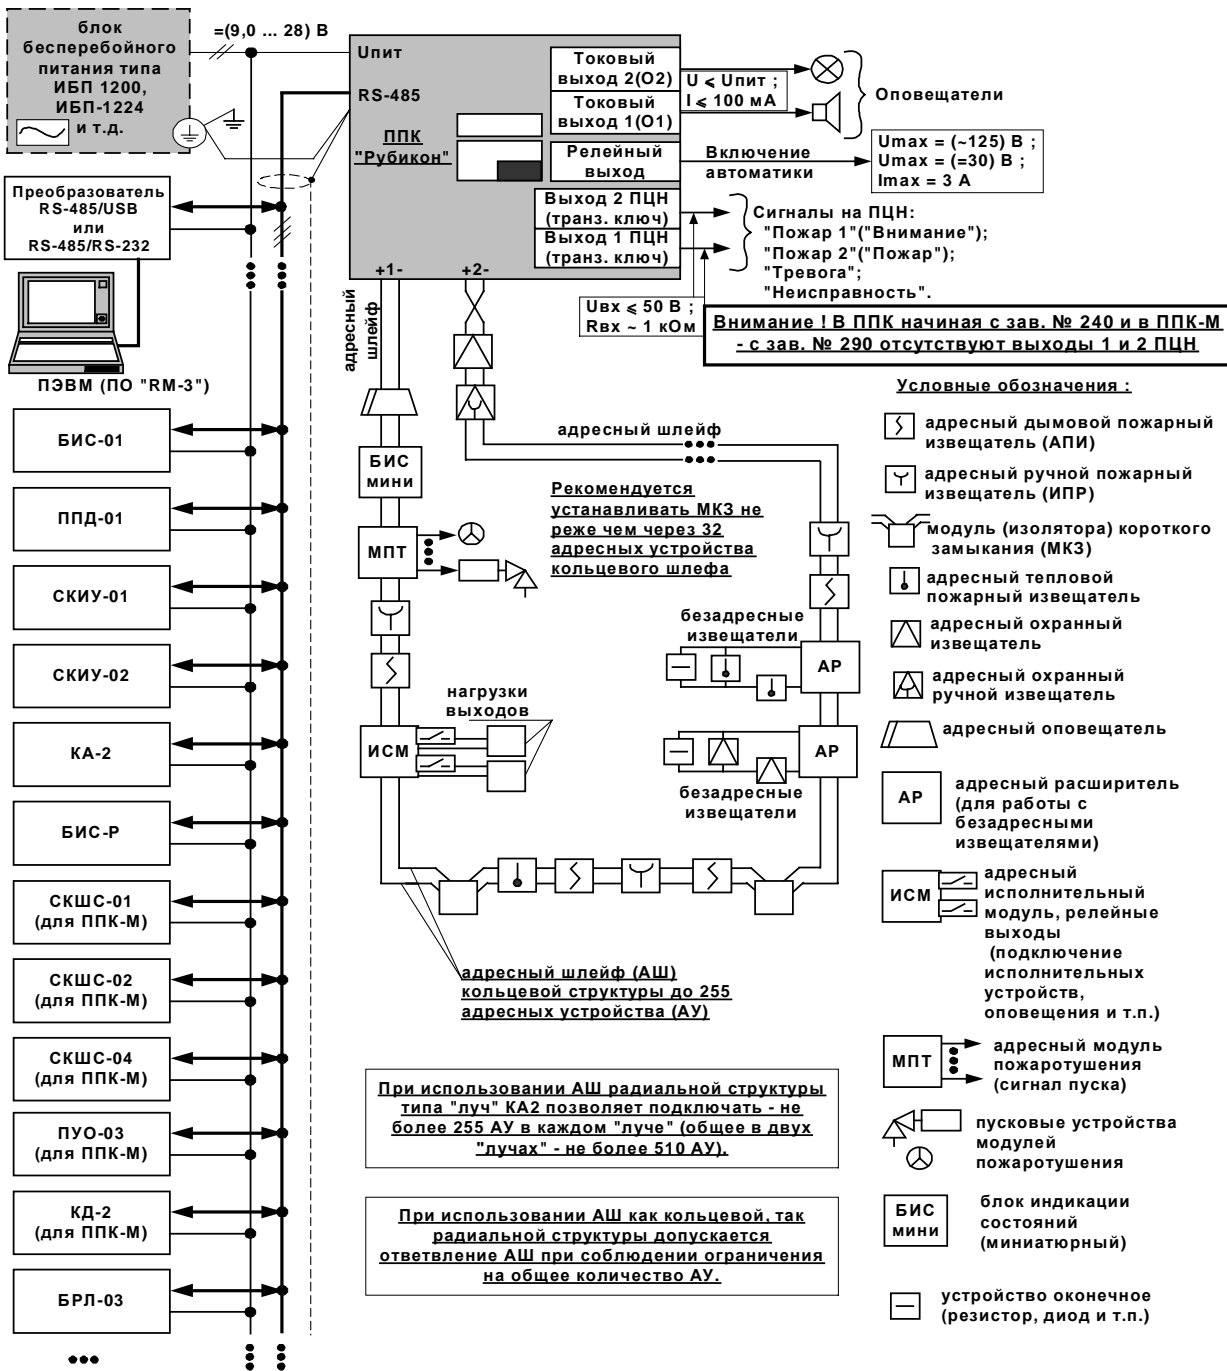 блок
бесперебойного
питания типа
ИБП 1200,
ИБП-1224
и т.д.
=(9,0 ... 28) В
Uпит
RS-485
ППК
"Рубикон"
Токовый
выход 2(О2)
Токовый
выход 1(О1)
Релейный
выход
Выход 2 ПЦН
(транз. ключ)
Выход 1 ПЦН
(транз. ключ)
+1-
+2-
U ⩽ Uпит ;
I ⩽ 100 мА
Оповещатели
Включение
автоматики
Umax = (~125) В ;
Umax = (=30) В ;
Imax = 3 А
Сигналы на ПЦН:
"Пожар 1"("Внимание");
"Пожар 2"("Пожар");
"Тревога";
"Неисправность".
Uвх ⩽ 50 В ;
Rвх ~ 1 кОм
Внимание ! В ППК начиная с зав. № 240 и в ППК-М
- с зав. № 290 отсутствуют выходы 1 и 2 ПЦН
Преобразователь
RS-485/USB
или
RS-485/RS-232
ПЭВМ (ПО "RM-3")
БИС-01
ППД-01
СКИУ-01
СКИУ-02
КА-2
БИС-Р
СКШС-01
(для ППК-М)
СКШС-02
(для ППК-М)
СКШС-04
(для ППК-М)
ПУО-03
(для ППК-М)
КД-2
(для ППК-М)
БРЛ-03
адресный
шлейф
БИС
мини
МПТ
ИСМ
нагрузки
выходов
адресный шлейф
Рекомендуется
устанавливать МКЗ не
реже чем через 32
адресных устройства
кольцевого шлефа
безадресные
извещатели
АР
АР
безадресные
извещатели
адресный шлейф (АШ)
кольцевой структуры до 255
адресных устройства (АУ)
При использовании АШ радиальной структуры
типа "луч" КА2 позволяет подключать - не
более 255 АУ в каждом "луче" (общее в двух
"лучах" - не более 510 АУ).
При использовании АШ как кольцевой, так
радиальной структуры допускается
ответвление АШ при соблюдении ограничения
на общее количество АУ.
Условные обозначения :
адресный дымовой пожарный
извещатель (АПИ)
адресный ручной пожарный
извещатель (ИПР)
модуль (изолятора) короткого
замыкания (МКЗ)
адресный тепловой
пожарный извещатель
адресный охранный
извещатель
адресный охранный
ручной извещатель
адресный оповещатель
АР
адресный расширитель
(для работы с
безадресными
извещателями)
ИСМ
адресный
исполнительный
модуль, релейные
выходы
(подключение
исполнительных
устройств,
оповещения и т.п.)
МПТ
адресный модуль
пожаротушения
(сигнал пуска)
пусковые устройства
модулей
пожаротушения
БИС
мини
блок индикации
состояний
(миниатюрный)
устройство оконечное
(резистор, диод и т.п.)